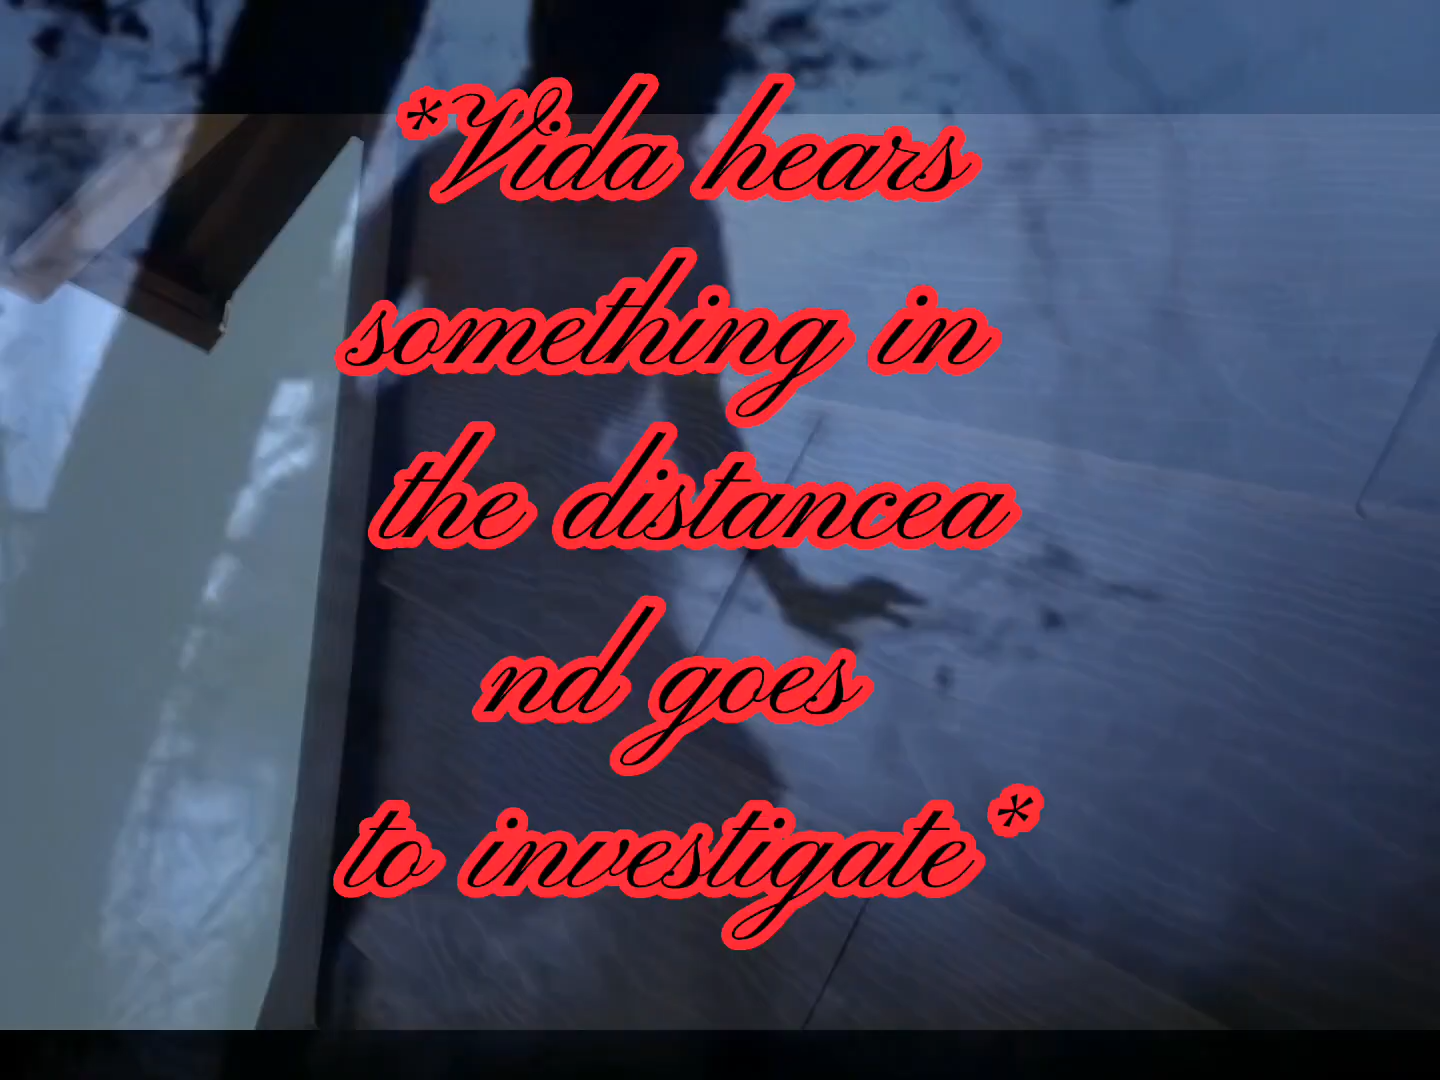 *Vida hears
something in
the distancea
nd goes
to investigate*